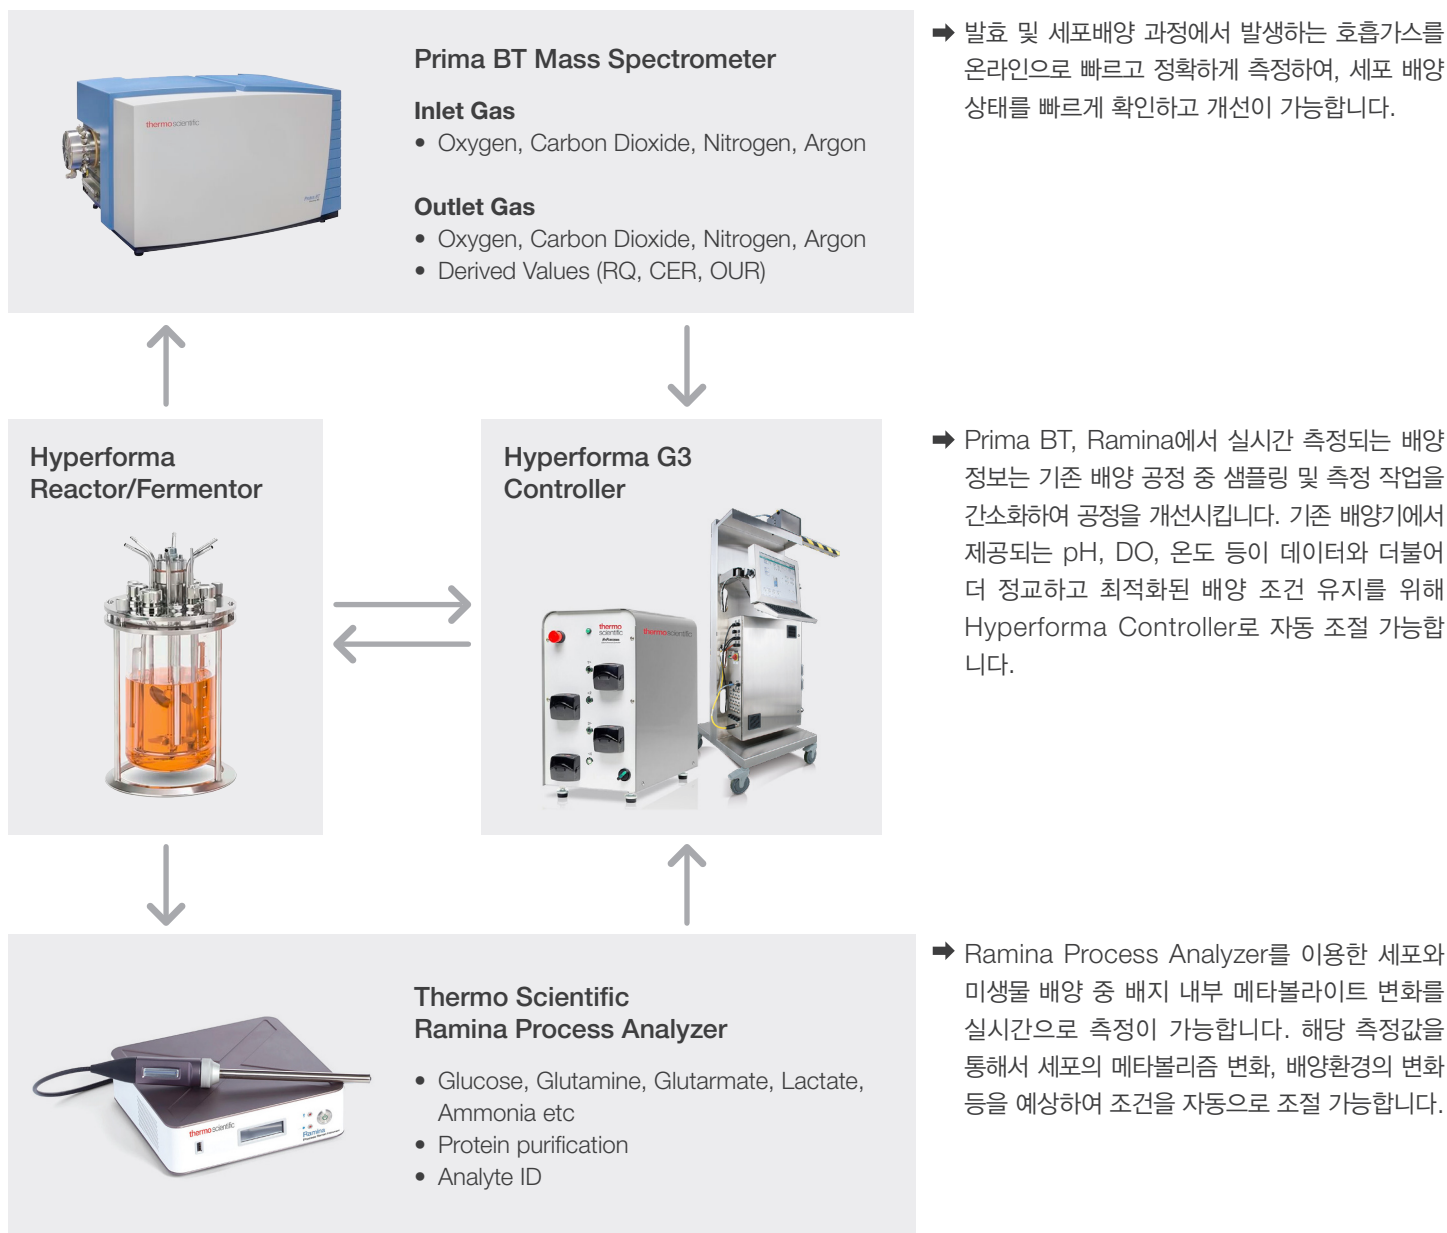 Prima BT Mass Spectrometer
Inlet Gas
• Oxygen, Carbon Dioxide, Nitrogen, Argon
Outlet Gas
• Oxygen, Carbon Dioxide, Nitrogen, Argon
• Derived Values (RQ, CER, OUR)
thermo scientific
➡ 발효 및 세포배양 과정에서 발생하는 호흡가스를
온라인으로 빠르고 정확하게 측정하여, 세포 배양
상태를 빠르게 확인하고 개선이 가능합니다.
Hyperforma
Reactor/Fermentor
Hyperforma G3
Controller
thermo
scientific
thermo scientific
➡ Prima BT, Ramina에서 실시간 측정되는 배양
정보는 기존 배양 공정 중 샘플링 및 측정 작업을
간소화하여 공정을 개선시킵니다. 기존 배양기에서
제공되는 pH, DO, 온도 등이 데이터와 더불어
더 정교하고 최적화된 배양 조건 유지를 위해
Hyperforma Controller로 자동 조절 가능합
니다.
Thermo Scientific
Ramina Process Analyzer
• Glucose, Glutamine, Glutarmate, Lactate,
Ammonia etc
• Protein purification
• Analyte ID
thermo scientific
Ramina
➡ Ramina Process Analyzer를 이용한 세포와
미생물 배양 중 배지 내부 메타볼라이트 변화를
실시간으로 측정이 가능합니다. 해당 측정값을
통해서 세포의 메타볼리즘 변화, 배양환경의 변화
등을 예상하여 조건을 자동으로 조절 가능합니다.